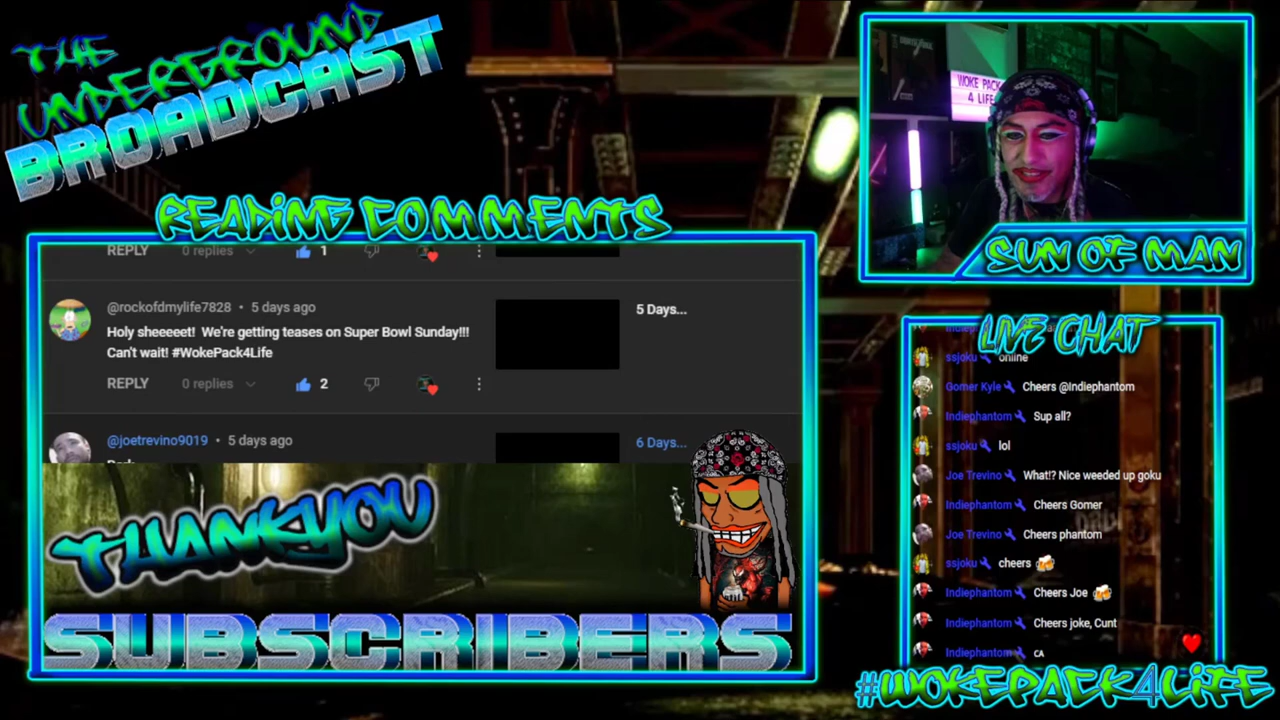 THE
UNDERGROUND
BROADCAST
WOKE PACK
4 LIFE
SUN OF MAN
READING COMMENTS
REPLY 0 replies 1
@rockofdmylife7828 • 5 days ago
Holy sheeeeet! We're getting teases on Super Bowl Sunday!!!
Can't wait! #WokePack4Life
5 Days...
REPLY 0 replies 2
@joetrevino9019 • 5 days ago
6 Days...
THANKYOU
SUBSCRIBERS
LIVE CHAT
ssjoku online
Gomer Kyle Cheers @Indiephantom
Indiephantom Sup all?
ssjoku lol
Joe Trevino What!? Nice weeded up goku
Indiephantom Cheers Gomer
Joe Trevino Cheers phantom
ssjoku cheers 🍻
Indiephantom Cheers Joe 🍻
Indiephantom Cheers joke, Cunt
Indiephantom CA
#WOKEPACK4LIFE